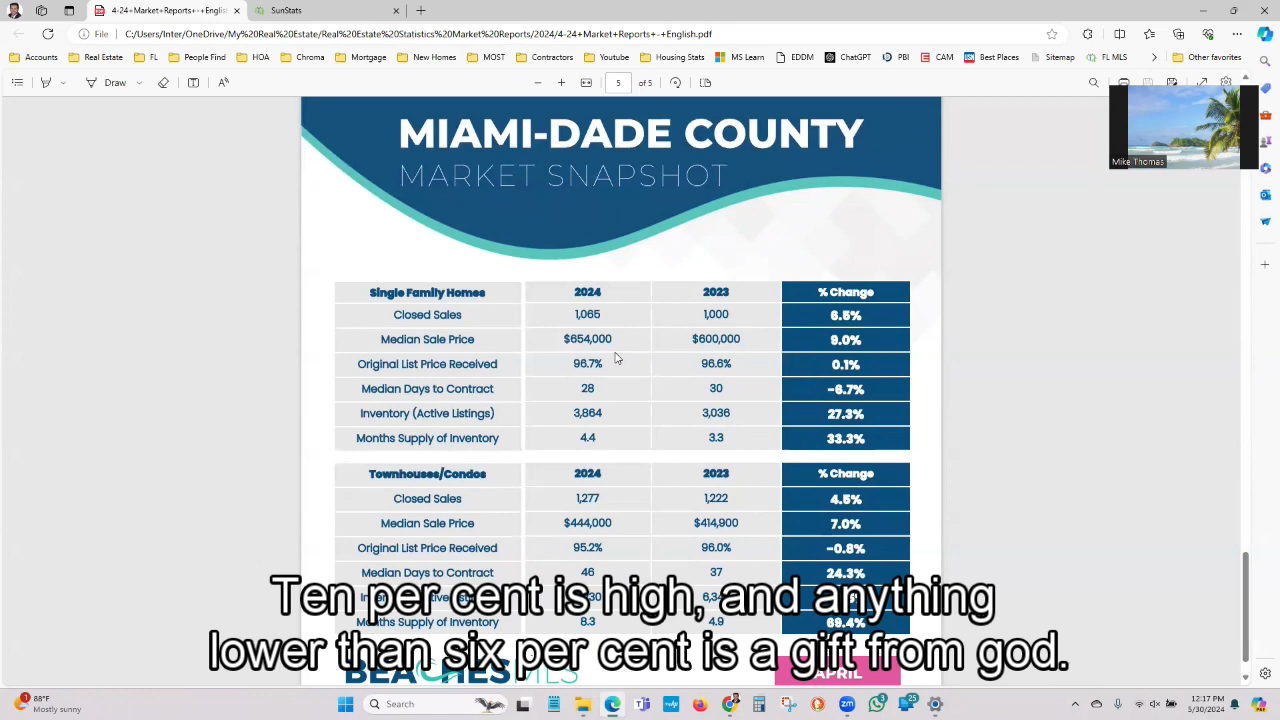 4-24+Market+Reports+-+English
SunStats
File
C:/Users/Inter/OneDrive/My%20Real%20Estate/Real%20Estate%20Statistics%20Market%20Reports/2024/4-24+Market+Reports+-+English.pdf
Accounts Real Estate FL People Find HOAs Chroma Mortgage New Homes MOST Contractors Youtube Housing Stats MS Learn EDDM ChatGPT PBI CAM Best Places Sitemap FL MLS Other favorites
Draw
5 of 5
Mike Thomas
MIAMI-DADE COUNTY
MARKET SNAPSHOT
Single Family Homes 2024 2023 % Change
Closed Sales 1,065 1,000 6.5%
Median Sale Price $654,000 $600,000 9.0%
Original List Price Received 96.7% 96.6% 0.1%
Median Days to Contract 28 30 -6.7%
Inventory (Active Listings) 3,864 3,036 27.3%
Months Supply of Inventory 4.4 3.3 33.3%
Townhouses/Condos 2024 2023 % Change
Closed Sales 1,277 1,222 4.5%
Median Sale Price $444,000 $414,900 7.0%
Original List Price Received 95.2% 96.0% -0.8%
Median Days to Contract 46 37 24.3%
Months Supply of Inventory 8.3 4.9 69.4%
Ten per cent is high, and anything
lower than six per cent is a gift from god.
BEACHESMLS
APRIL
88°F
Mostly sunny
Search
12:17 PM
5/30/2024